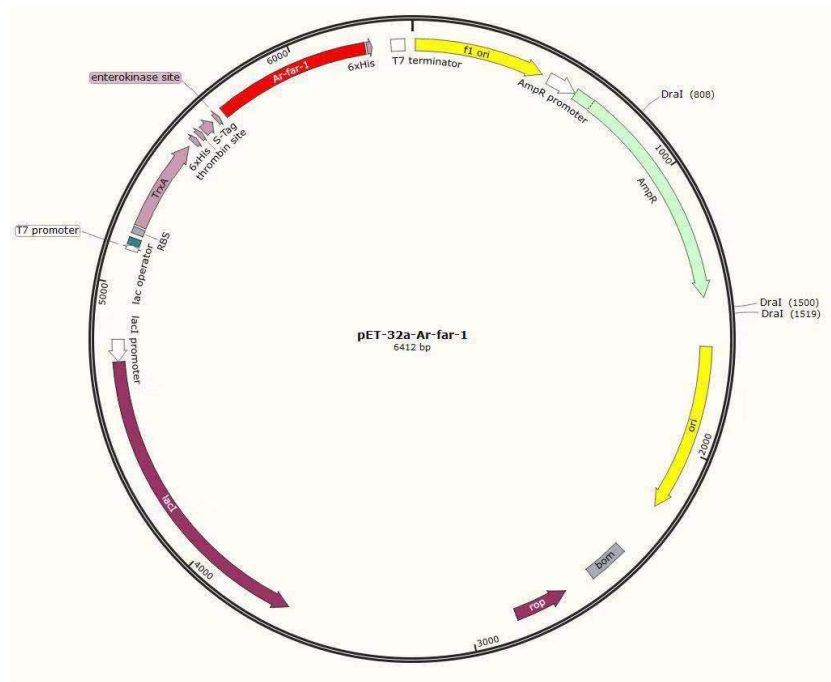 6000
Ar-far-1
6xHis
T7 terminator
f1 ori
AmpR promoter
DraI (808)
1000
AmpR
DraI (1500)
DraI (1519)
ori
2000
bom
rop
3000
4000
lacI
lacI promoter
5000
lac operator
T7 promoter
RBS
TrxA
6xHis
thrombin site
S-Tag
enterokinase site
pET-32a-Ar-far-1
6412 bp